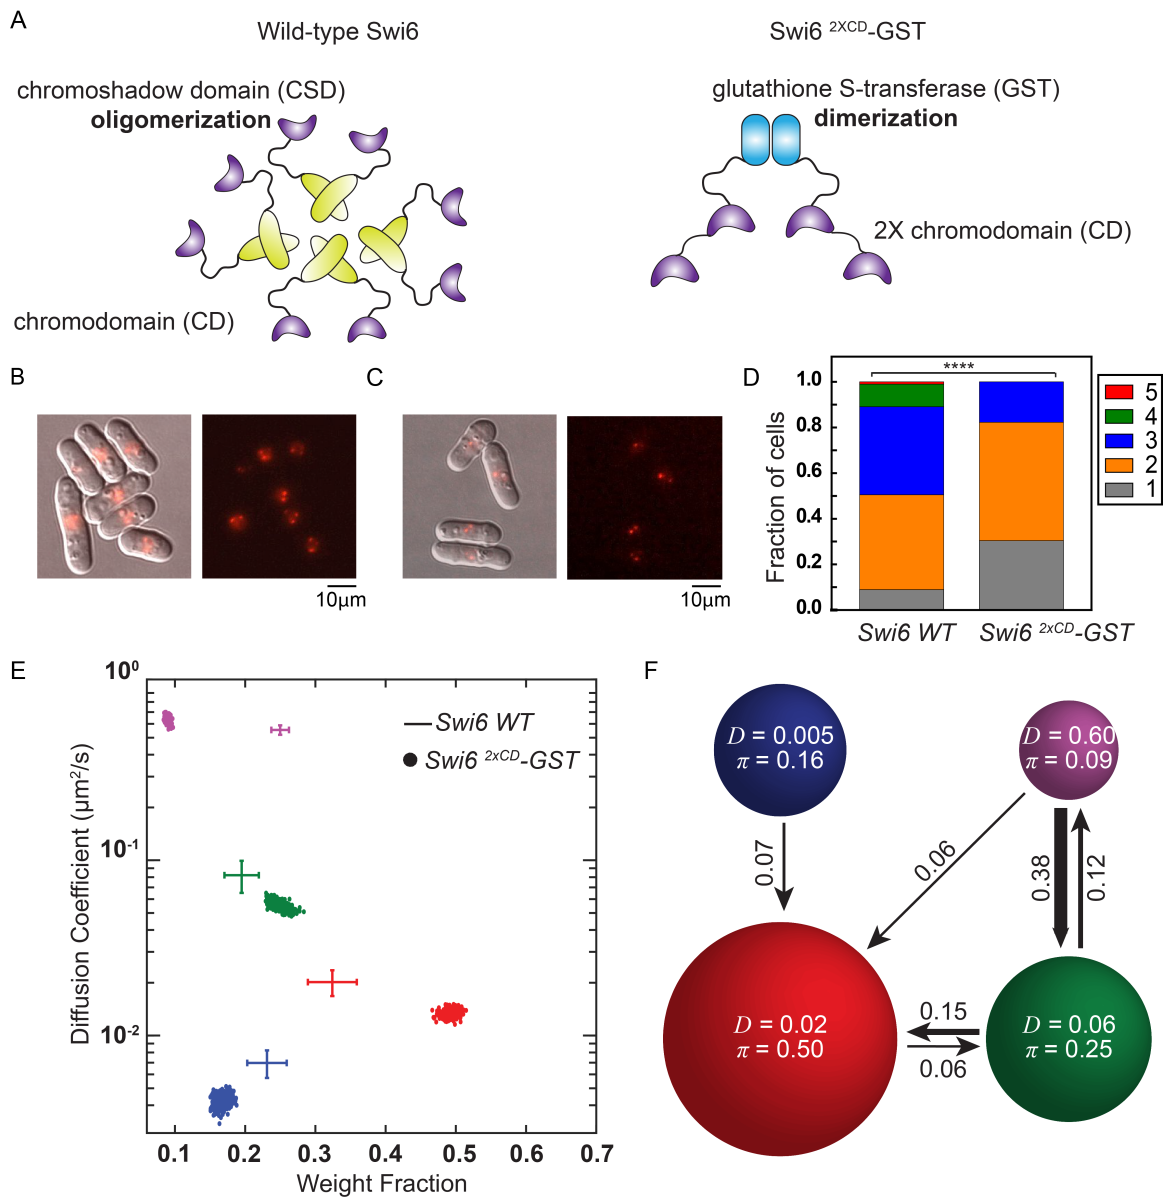 A
Wild-type Swi6
Swi6 2XCD-GST
chromoshadow domain (CSD)
oligomerization
glutathione S-transferase (GST)
dimerization
2X chromodomain (CD)
chromodomain (CD)
B
C
D
10µm
10µm
****
Fraction of cells
1.0
0.8
0.6
0.4
0.2
0.0
5
4
3
2
1
Swi6 WT
Swi6 2xCD-GST
E
Diffusion Coefficient (µm2/s)
100
10-1
10-2
Swi6 WT
Swi6 2xCD-GST
0.1 0.2 0.3 0.4 0.5 0.6 0.7
Weight Fraction
F
D = 0.005
π = 0.16
D = 0.60
π = 0.09
0.07
0.06
0.38
0.12
D = 0.02
π = 0.50
0.15
0.06
D = 0.06
π = 0.25